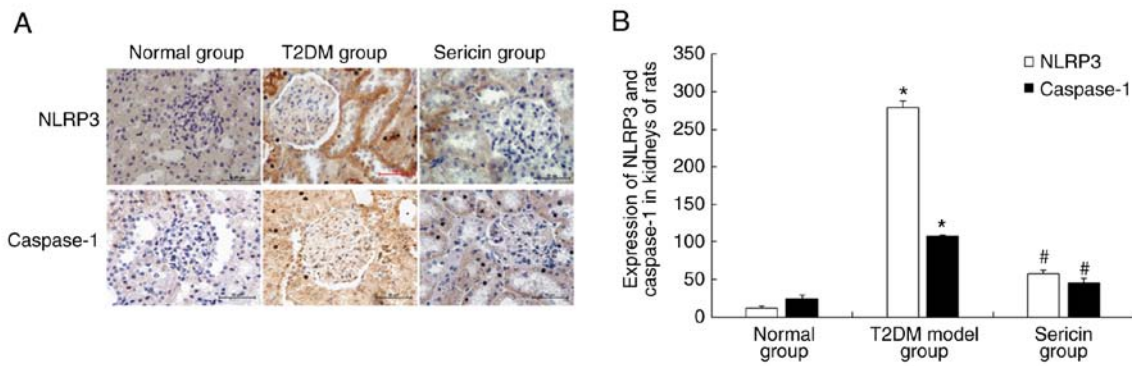 A
Normal group
T2DM group
Sericin group
NLRP3
Caspase-1
B
Expression of NLRP3 and
caspase-1 in kidneys of rats
350
300
250
200
150
100
50
0
NLRP3
Caspase-1
*
*
#
#
Normal
group
T2DM model
group
Sericin
group